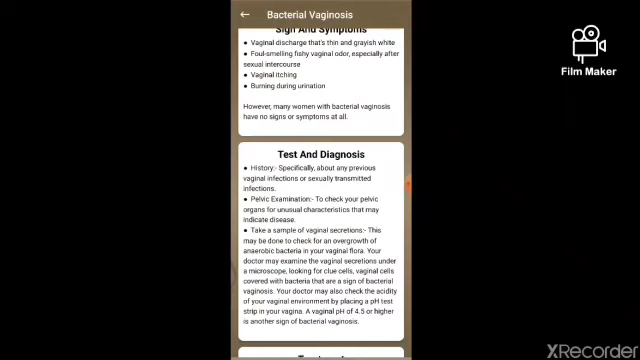 Bacterial Vaginosis
Sign And Symptoms
● Vaginal discharge that's thin and grayish white
● Foul-smelling fishy vaginal odor, especially after
sexual intercourse
● Vaginal itching
● Burning during urination
However, many women with bacterial vaginosis
have no signs or symptoms at all.
Test And Diagnosis
● History:- Specifically, about any previous
vaginal infections or sexually transmitted
infections.
● Pelvic Examination:- To check your pelvic
organs for unusual characteristics that may
indicate disease.
● Take a sample of vaginal secretions:- This
may be done to check for an overgrowth of
anaerobic bacteria in your vaginal flora. Your
doctor may examine the vaginal secretions under
a microscope, looking for clue cells, vaginal cells
covered with bacteria that are a sign of bacterial
vaginosis. Your doctor may also check the acidity
of your vaginal environment by placing a pH test
strip in your vagina. A vaginal pH of 4.5 or higher
is another sign of bacterial vaginosis.
Film Maker
XRecorder